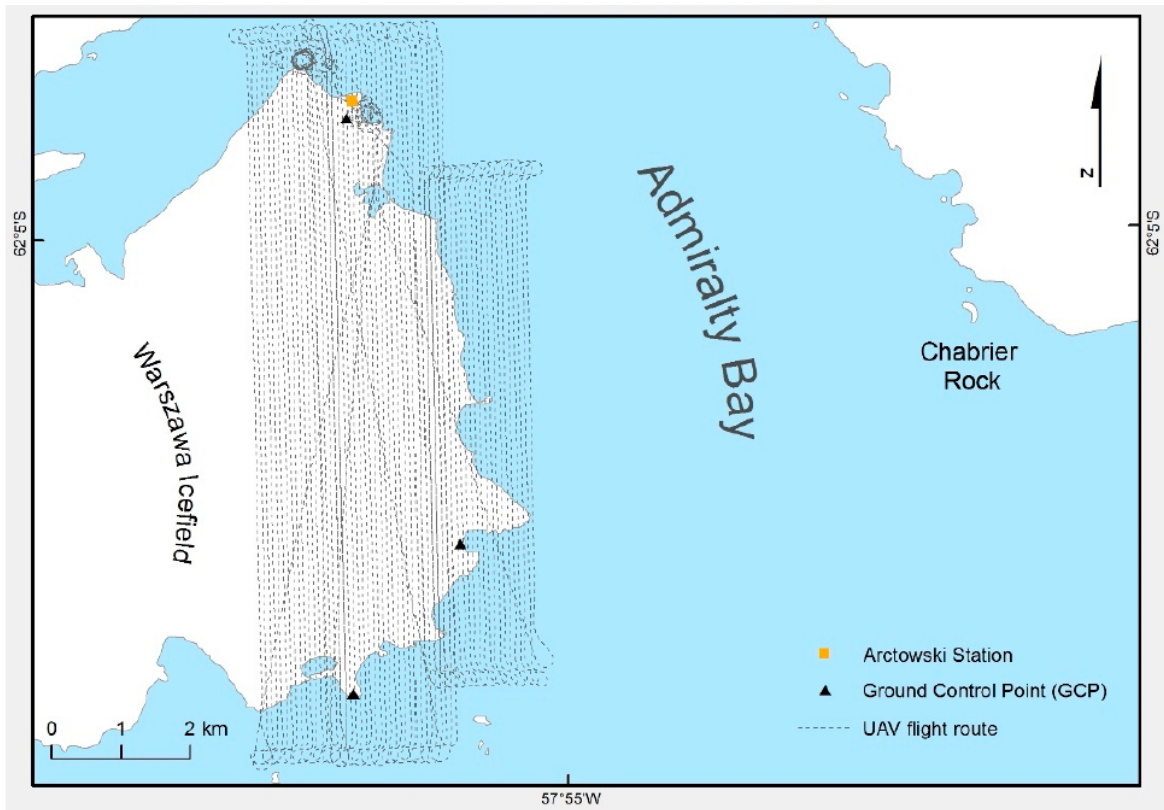 N
62°5'S
62°5'S
Admiralty Bay
Chabrier
Rock
Warszawa Icefield
Arctowski Station
Ground Control Point (GCP)
UAV flight route
0 1 2 km
57°55'W